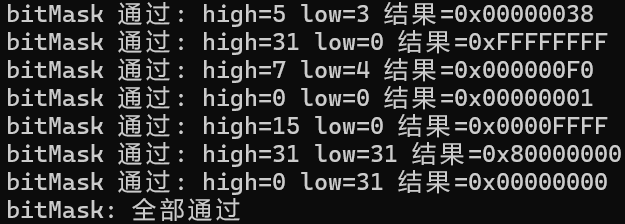 bitMask 通过: high=5 low=3 结果=0x00000038
bitMask 通过: high=31 low=0 结果=0xFFFFFFFF
bitMask 通过: high=7 low=4 结果=0x000000F0
bitMask 通过: high=0 low=0 结果=0x00000001
bitMask 通过: high=15 low=0 结果=0x0000FFFF
bitMask 通过: high=31 low=31 结果=0x80000000
bitMask 通过: high=0 low=31 结果=0x00000000
bitMask: 全部通过